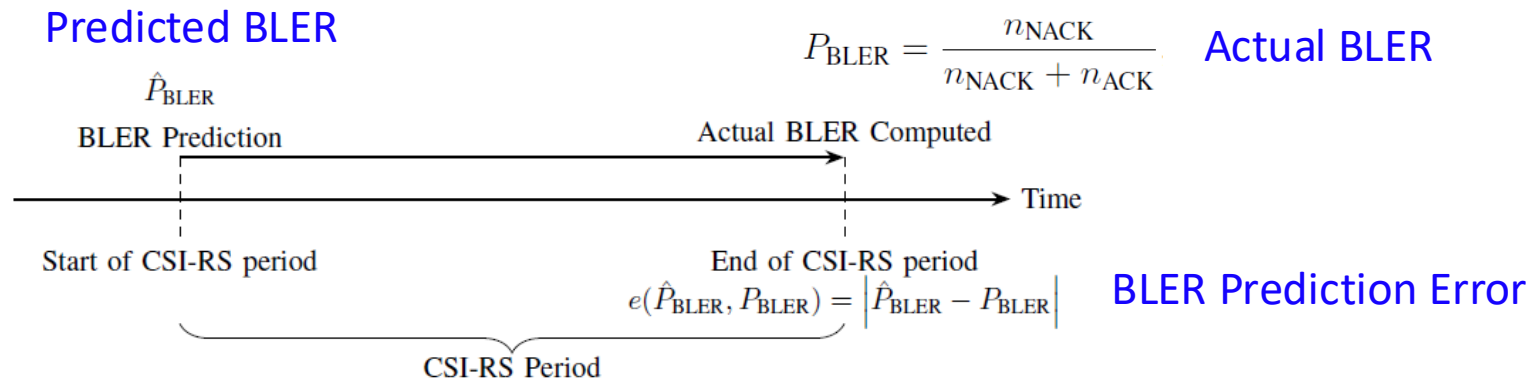 Predicted BLER
P_BLER = n_NACK / (n_NACK + n_ACK)
Actual BLER
P̂_BLER
BLER Prediction
Actual BLER Computed
Time
Start of CSI-RS period
End of CSI-RS period
e(P̂_BLER, P_BLER) = |P̂_BLER − P_BLER|
BLER Prediction Error
CSI-RS Period